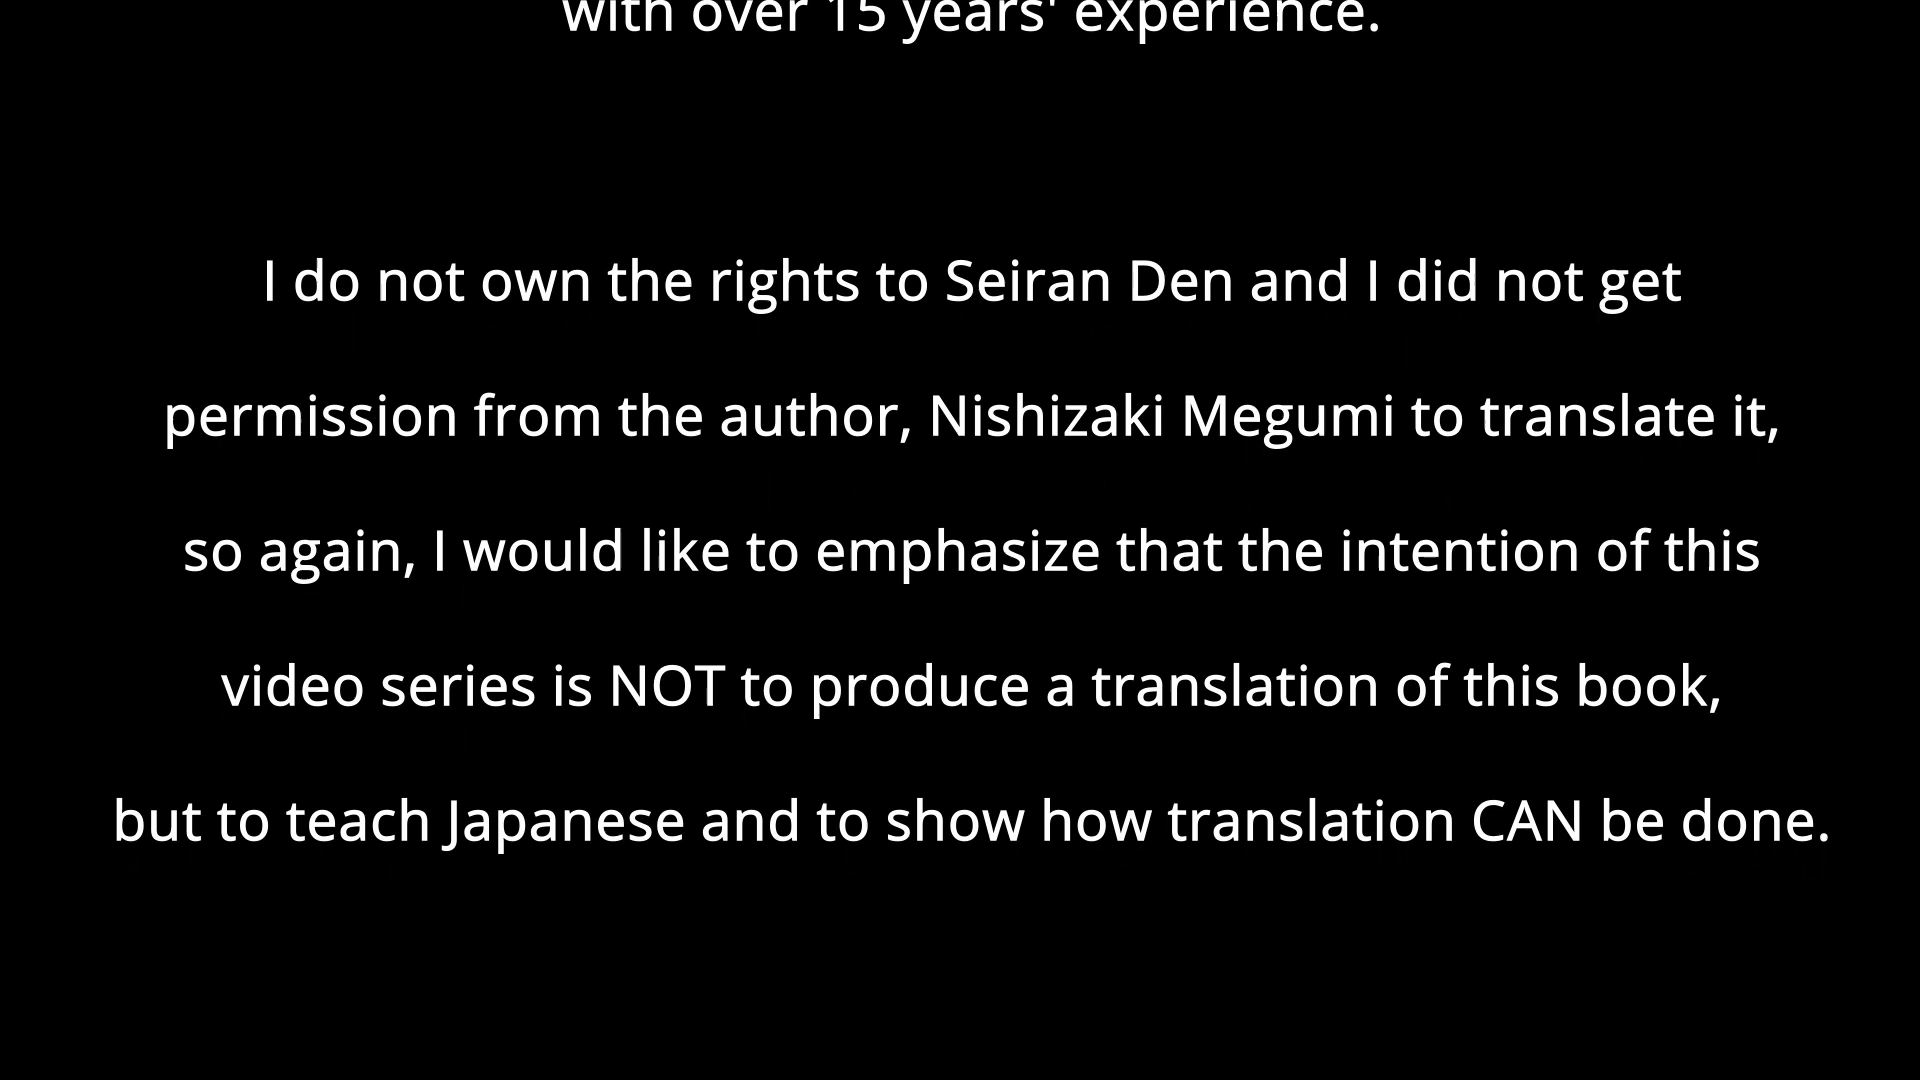 with over 15 years' experience.
I do not own the rights to Seiran Den and I did not get
permission from the author, Nishizaki Megumi to translate it,
so again, I would like to emphasize that the intention of this
video series is NOT to produce a translation of this book,
but to teach Japanese and to show how translation CAN be done.